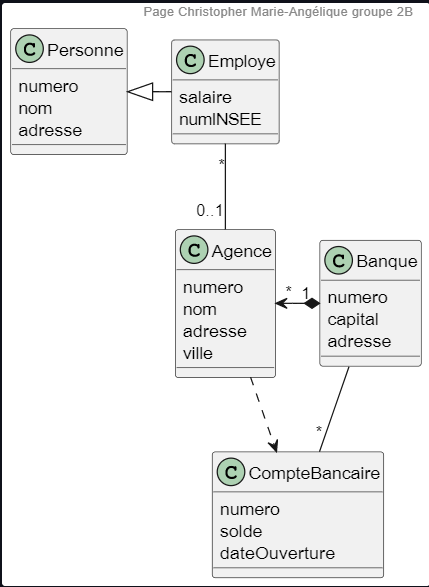 Page Christopher Marie-Angélique groupe 2B
C Personne
numero
nom
adresse
C Employe
salaire
numINSEE
*
0..1
C Agence
numero
nom
adresse
ville
* 1
C Banque
numero
capital
adresse
*
C CompteBancaire
numero
solde
dateOuverture